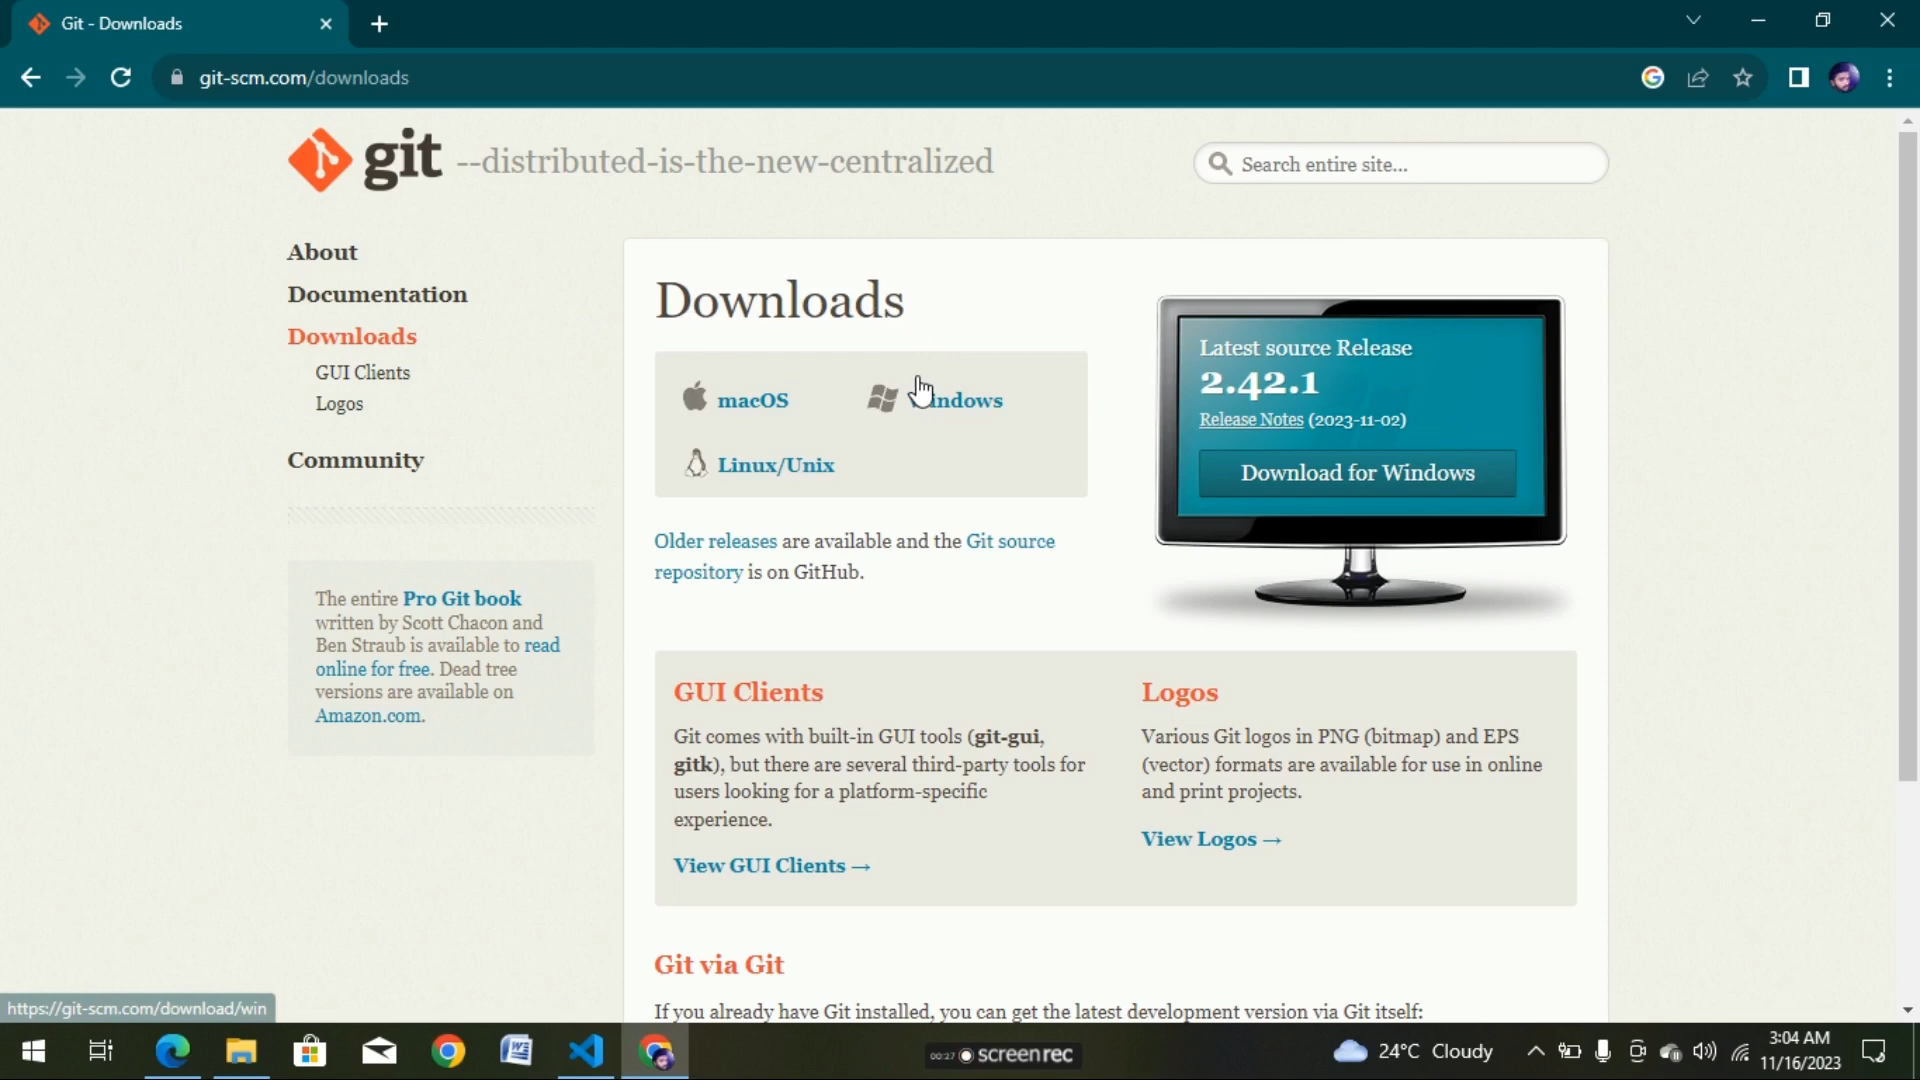 Git - Downloads
git-scm.com/downloads
git --distributed-is-the-new-centralized
Search entire site...
About
Documentation
Downloads
GUI Clients
Logos
Community
The entire Pro Git book
written by Scott Chacon and
Ben Straub is available to read
online for free. Dead tree
versions are available on
Amazon.com.
Downloads
macOS
Windows
Linux/Unix
Older releases are available and the Git source
repository is on GitHub.
Latest source Release
2.42.1
Release Notes (2023-11-02)
Download for Windows
GUI Clients
Git comes with built-in GUI tools (git-gui,
gitk), but there are several third-party tools for
users looking for a platform-specific
experience.
View GUI Clients →
Logos
Various Git logos in PNG (bitmap) and EPS
(vector) formats are available for use in online
and print projects.
View Logos →
Git via Git
If you already have Git installed, you can get the latest development version via Git itself:
https://git-scm.com/download/win
00:27 screenrec
24°C Cloudy
3:04 AM
11/16/2023